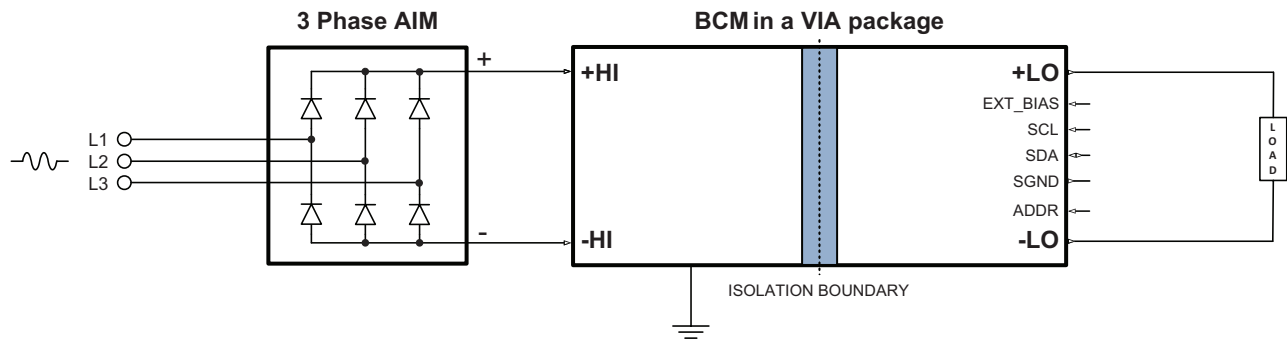 3 Phase AIM
BCM in a VIA package
+
+HI
+LO
EXT_BIAS
L1
SCL
L2
SDA
L3
SGND
ADDR
-
-HI
-LO
LOAD
ISOLATION BOUNDARY